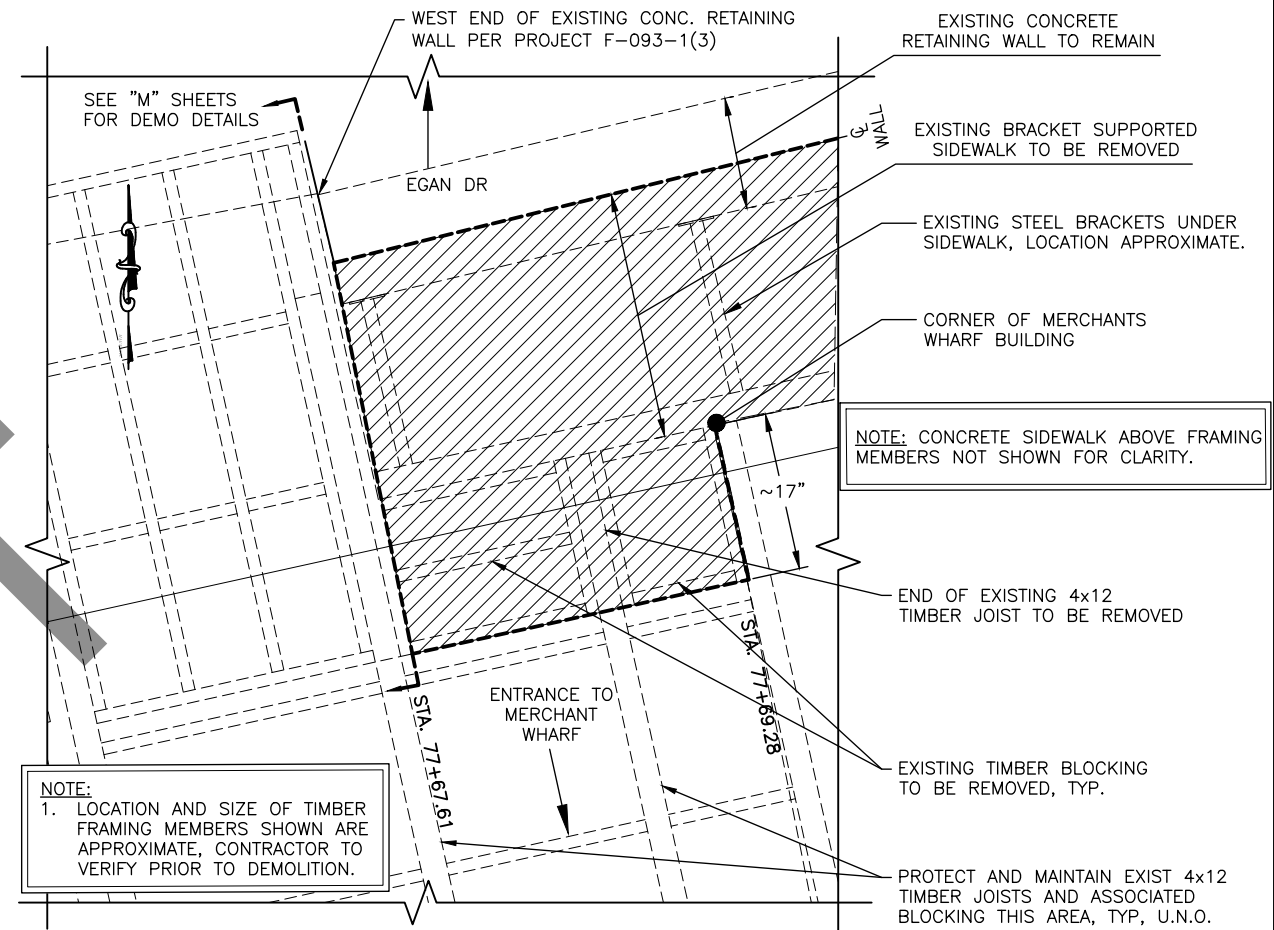 WEST END OF EXISTING CONC. RETAINING
WALL PER PROJECT F-093-1(3)
EXISTING CONCRETE
RETAINING WALL TO REMAIN
SEE "M" SHEETS
FOR DEMO DETAILS
℄
WALL
EXISTING BRACKET SUPPORTED
SIDEWALK TO BE REMOVED
EGAN DR
EXISTING STEEL BRACKETS UNDER
SIDEWALK, LOCATION APPROXIMATE.
CORNER OF MERCHANTS
WHARF BUILDING
NOTE: CONCRETE SIDEWALK ABOVE FRAMING
MEMBERS NOT SHOWN FOR CLARITY.
~17"
END OF EXISTING 4x12
TIMBER JOIST TO BE REMOVED
STA. 77+69.28
STA. 77+67.61
ENTRANCE TO
MERCHANT
WHARF
EXISTING TIMBER BLOCKING
TO BE REMOVED, TYP.
NOTE:
1. LOCATION AND SIZE OF TIMBER
FRAMING MEMBERS SHOWN ARE
APPROXIMATE, CONTRACTOR TO
VERIFY PRIOR TO DEMOLITION.
PROTECT AND MAINTAIN EXIST 4x12
TIMBER JOISTS AND ASSOCIATED
BLOCKING THIS AREA, TYP, U.N.O.